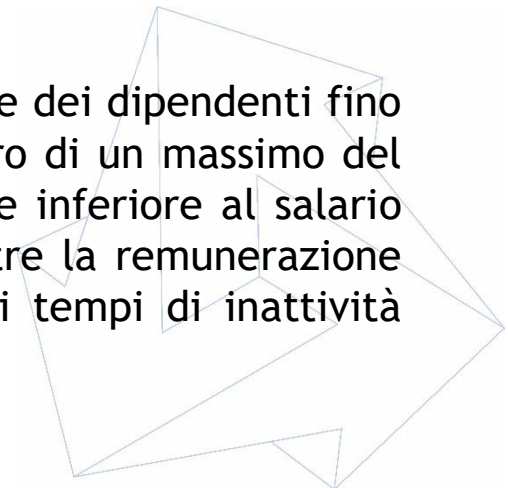 e dei dipendenti fino
ro di un massimo del
e inferiore al salario
tre la remunerazione
i tempi di inattività